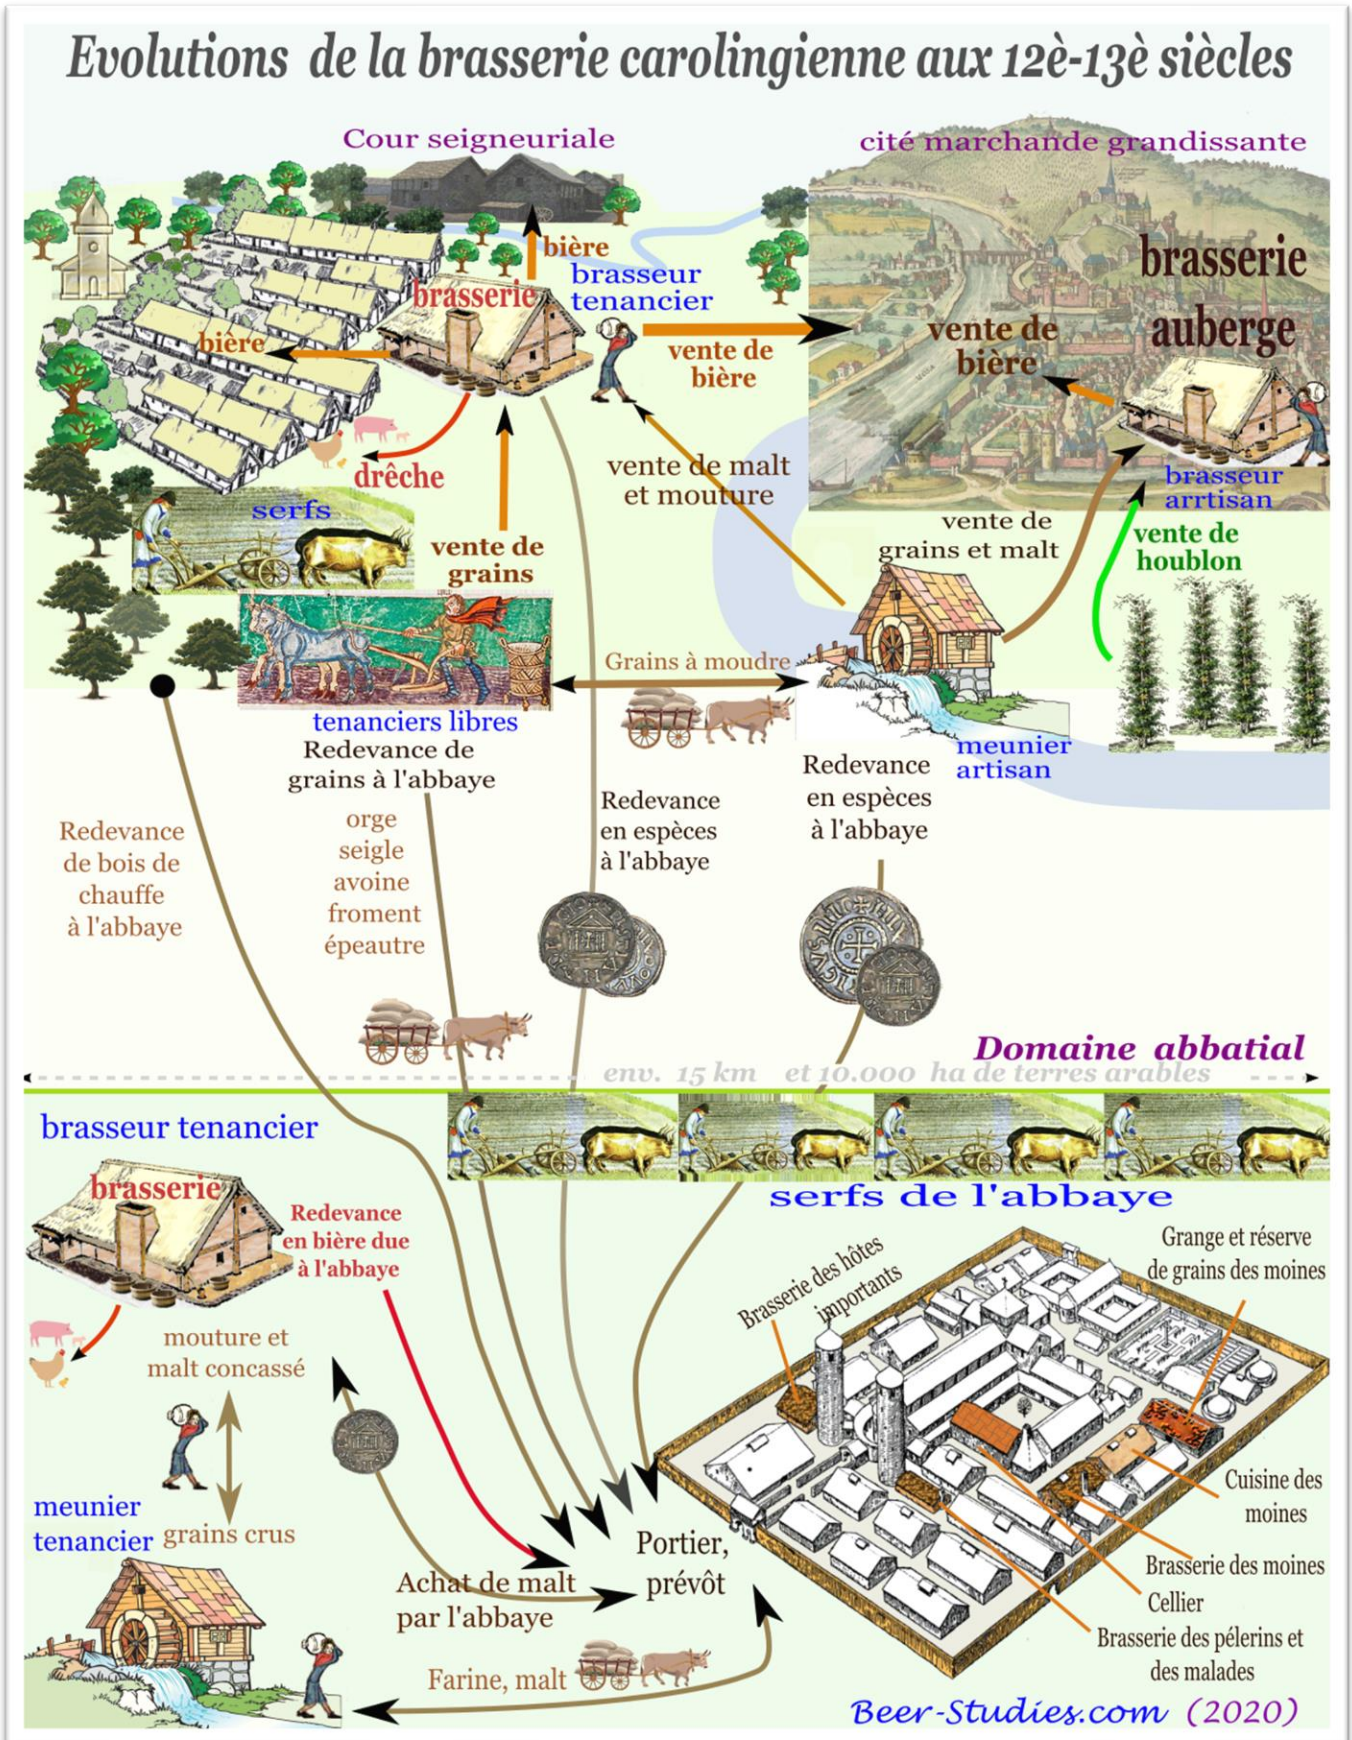 Evolutions de la brasserie carolingienne aux 12è-13è siècles
Cour seigneuriale
cité marchande grandissante
bière
brasseur
tenancier
brasserie
bière
vente de
bière
drêche
brasserie
auberge
vente de
bière
brasseur
arrtisan
vente de malt
et mouture
vente de
grains et malt
vente de
houblon
serfs
vente de
grains
tenanciers libres
Grains à moudre
meunier
artisan
Redevance de
grains à l'abbaye
orge
seigle
avoine
froment
épeautre
Redevance
de bois de
chauffe
à l'abbaye
Redevance
en espèces
à l'abbaye
Redevance
en espèces
à l'abbaye
Domaine abbatial
env. 15 km et 10.000 ha de terres arables
brasseur tenancier
brasserie
Redevance
en bière due
à l'abbaye
serfs de l'abbaye
mouture et
malt concassé
meunier
tenancier
grains crus
Achat de malt
par l'abbaye
Farine, malt
Portier,
prévôt
Brasserie des hôtes
importants
Grange et réserve
de grains des moines
Cuisine des
moines
Brasserie des moines
Cellier
Brasserie des pélerins et
des malades
Beer-Studies.com (2020)